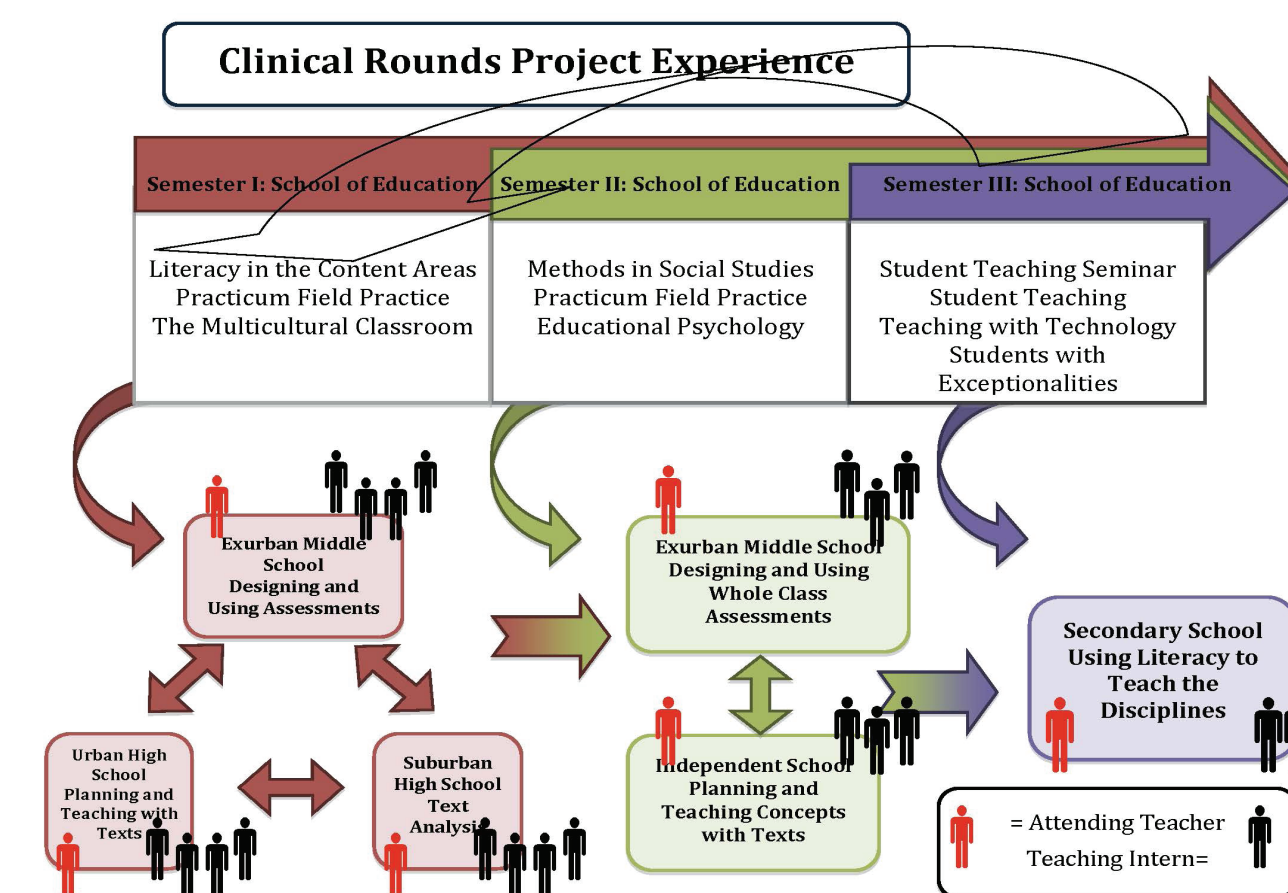 Clinical Rounds Project Experience
Semester I: School of Education
Semester II: School of Education
Semester III: School of Education
Literacy in the Content Areas
Practicum Field Practice
The Multicultural Classroom
Methods in Social Studies
Practicum Field Practice
Educational Psychology
Student Teaching Seminar
Student Teaching
Teaching with Technology
Students with
Exceptionalities
Exurban Middle
School
Designing and
Using Assessments
Urban High
School
Planning and
Teaching with
Texts
Suburban
High School
Text
Analysis
Exurban Middle School
Designing and Using
Whole Class
Assessments
Independent School
Planning and
Teaching Concepts
with Texts
Secondary School
Using Literacy to
Teach the
Disciplines
= Attending Teacher
Teaching Intern=